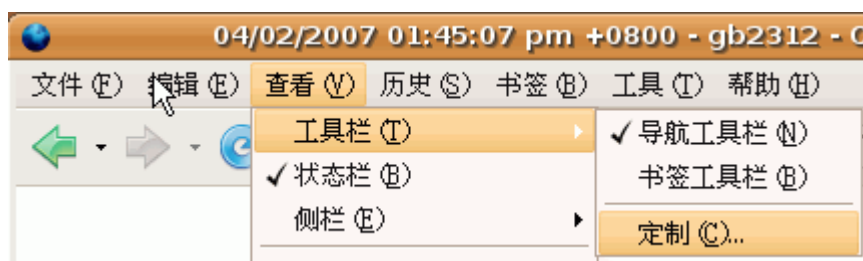 04/02/2007 01:45:07 pm +0800 - gb2312 - C
文件(F) 编辑(E) 查看(V) 历史(S) 书签(B) 工具(T) 帮助(H)
工具栏(T)
✓状态栏(B)
侧栏(E)
✓导航工具栏(N)
书签工具栏(B)
定制(C)...